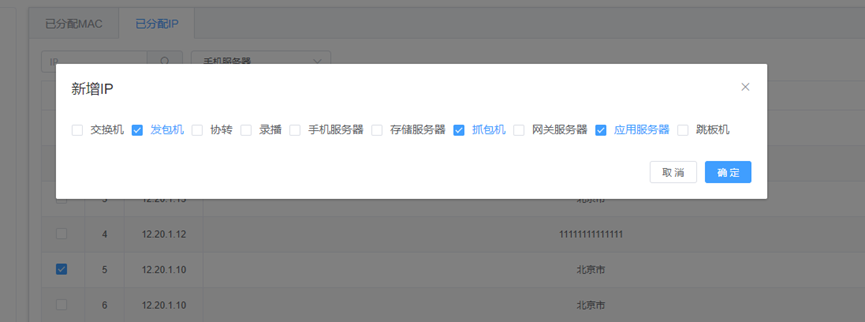 已分配MAC 已分配IP
IP 手机服务器
新增IP
交换机 发包机 协转 录播 手机服务器 存储服务器 抓包机 网关服务器 应用服务器 跳板机
取消 确定
3 12.20.1.13 北京市
4 12.20.1.12 11111111111111
5 12.20.1.10 北京市
6 12.20.1.10 北京市